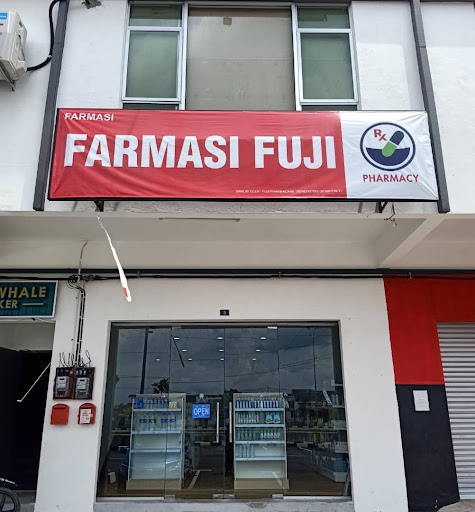 FARMASI
FARMASI FUJI
RX
PHARMACY
WHALE
KER
OPEN